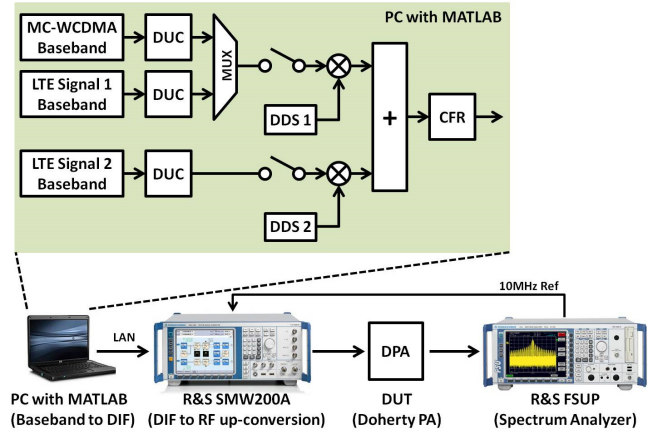 PC with MATLAB
MC-WCDMA
Baseband
DUC
MUX
LTE Signal 1
Baseband
DUC
DDS 1
+
CFR
LTE Signal 2
Baseband
DUC
DDS 2
10MHz Ref
LAN
DPA
PC with MATLAB
(Baseband to DIF)
R&S SMW200A
(DIF to RF up-conversion)
DUT
(Doherty PA)
R&S FSUP
(Spectrum Analyzer)